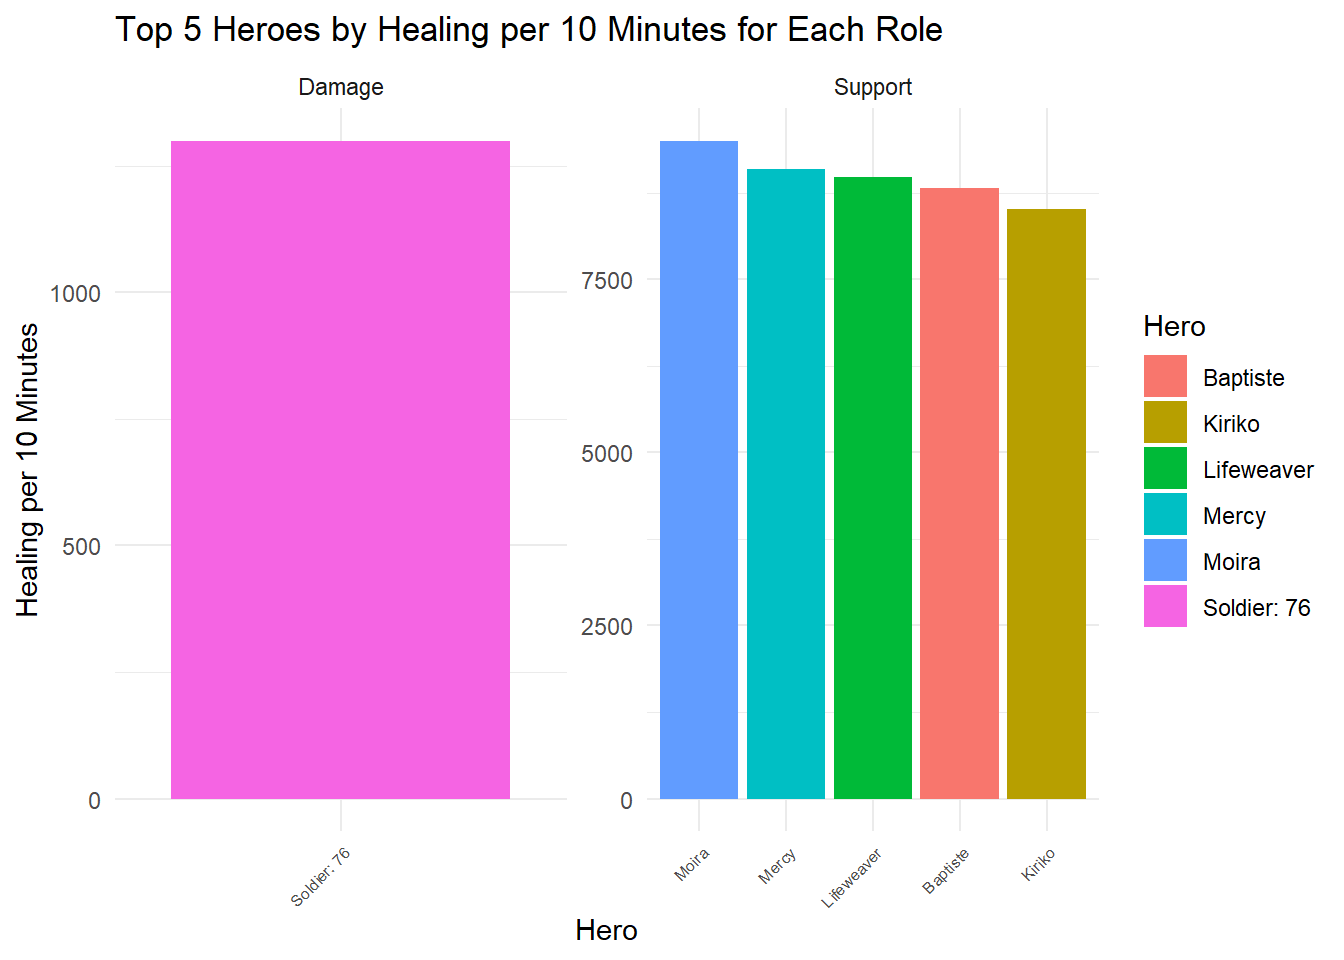 Top 5 Heroes by Healing per 10 Minutes for Each Role
Damage
Support
Healing per 10 Minutes
1000
500
0
7500
5000
2500
0
Soldier: 76
Moira
Mercy
Lifeweaver
Baptiste
Kiriko
Hero
Hero
Baptiste
Kiriko
Lifeweaver
Mercy
Moira
Soldier: 76